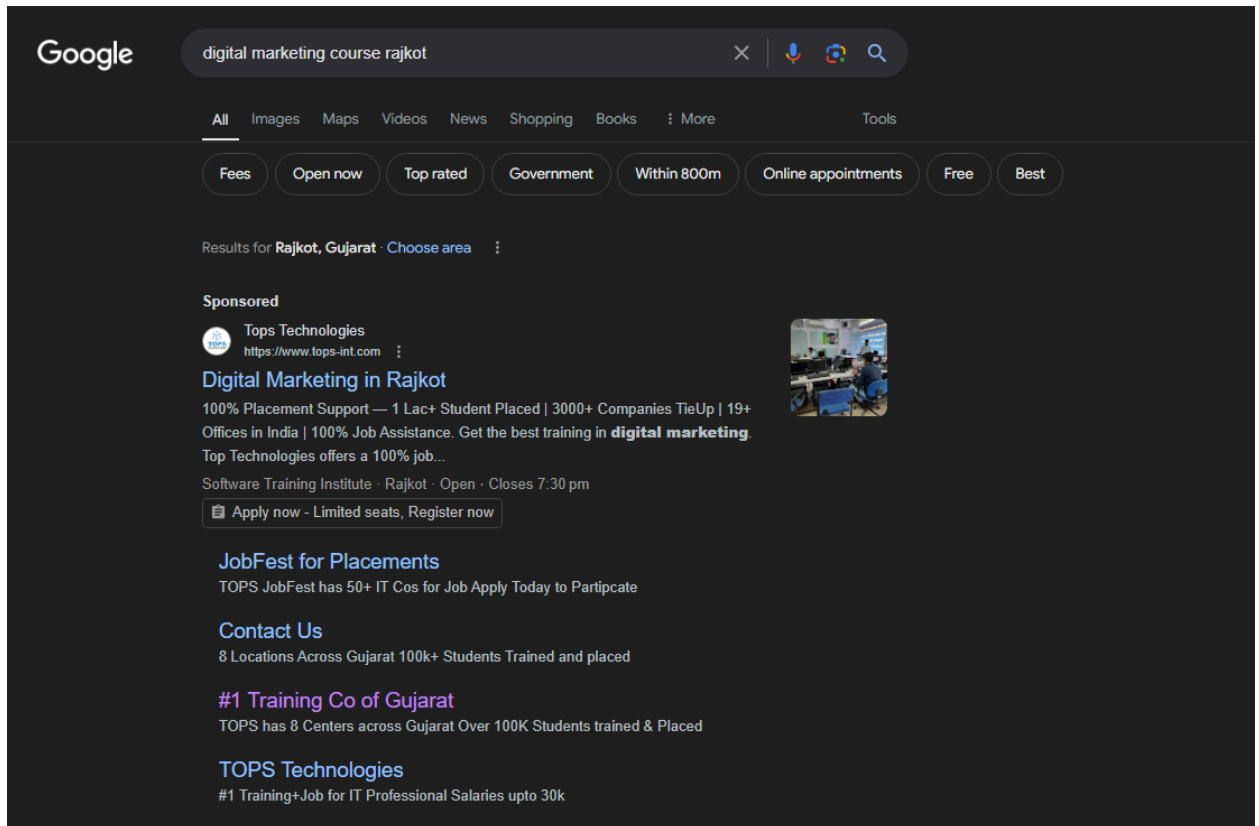 Google
digital marketing course rajkot
All Images Maps Videos News Shopping Books More Tools
Fees Open now Top rated Government Within 800m Online appointments Free Best
Results for Rajkot, Gujarat · Choose area
Sponsored
TOPS
Tops Technologies
https://www.tops-int.com
Digital Marketing in Rajkot
100% Placement Support — 1 Lac+ Student Placed | 3000+ Companies TieUp | 19+
Offices in India | 100% Job Assistance. Get the best training in digital marketing.
Top Technologies offers a 100% job...
Software Training Institute · Rajkot · Open · Closes 7:30 pm
Apply now - Limited seats, Register now
JobFest for Placements
TOPS JobFest has 50+ IT Cos for Job Apply Today to Partipcate
Contact Us
8 Locations Across Gujarat 100k+ Students Trained and placed
#1 Training Co of Gujarat
TOPS has 8 Centers across Gujarat Over 100K Students trained & Placed
TOPS Technologies
#1 Training+Job for IT Professional Salaries upto 30k